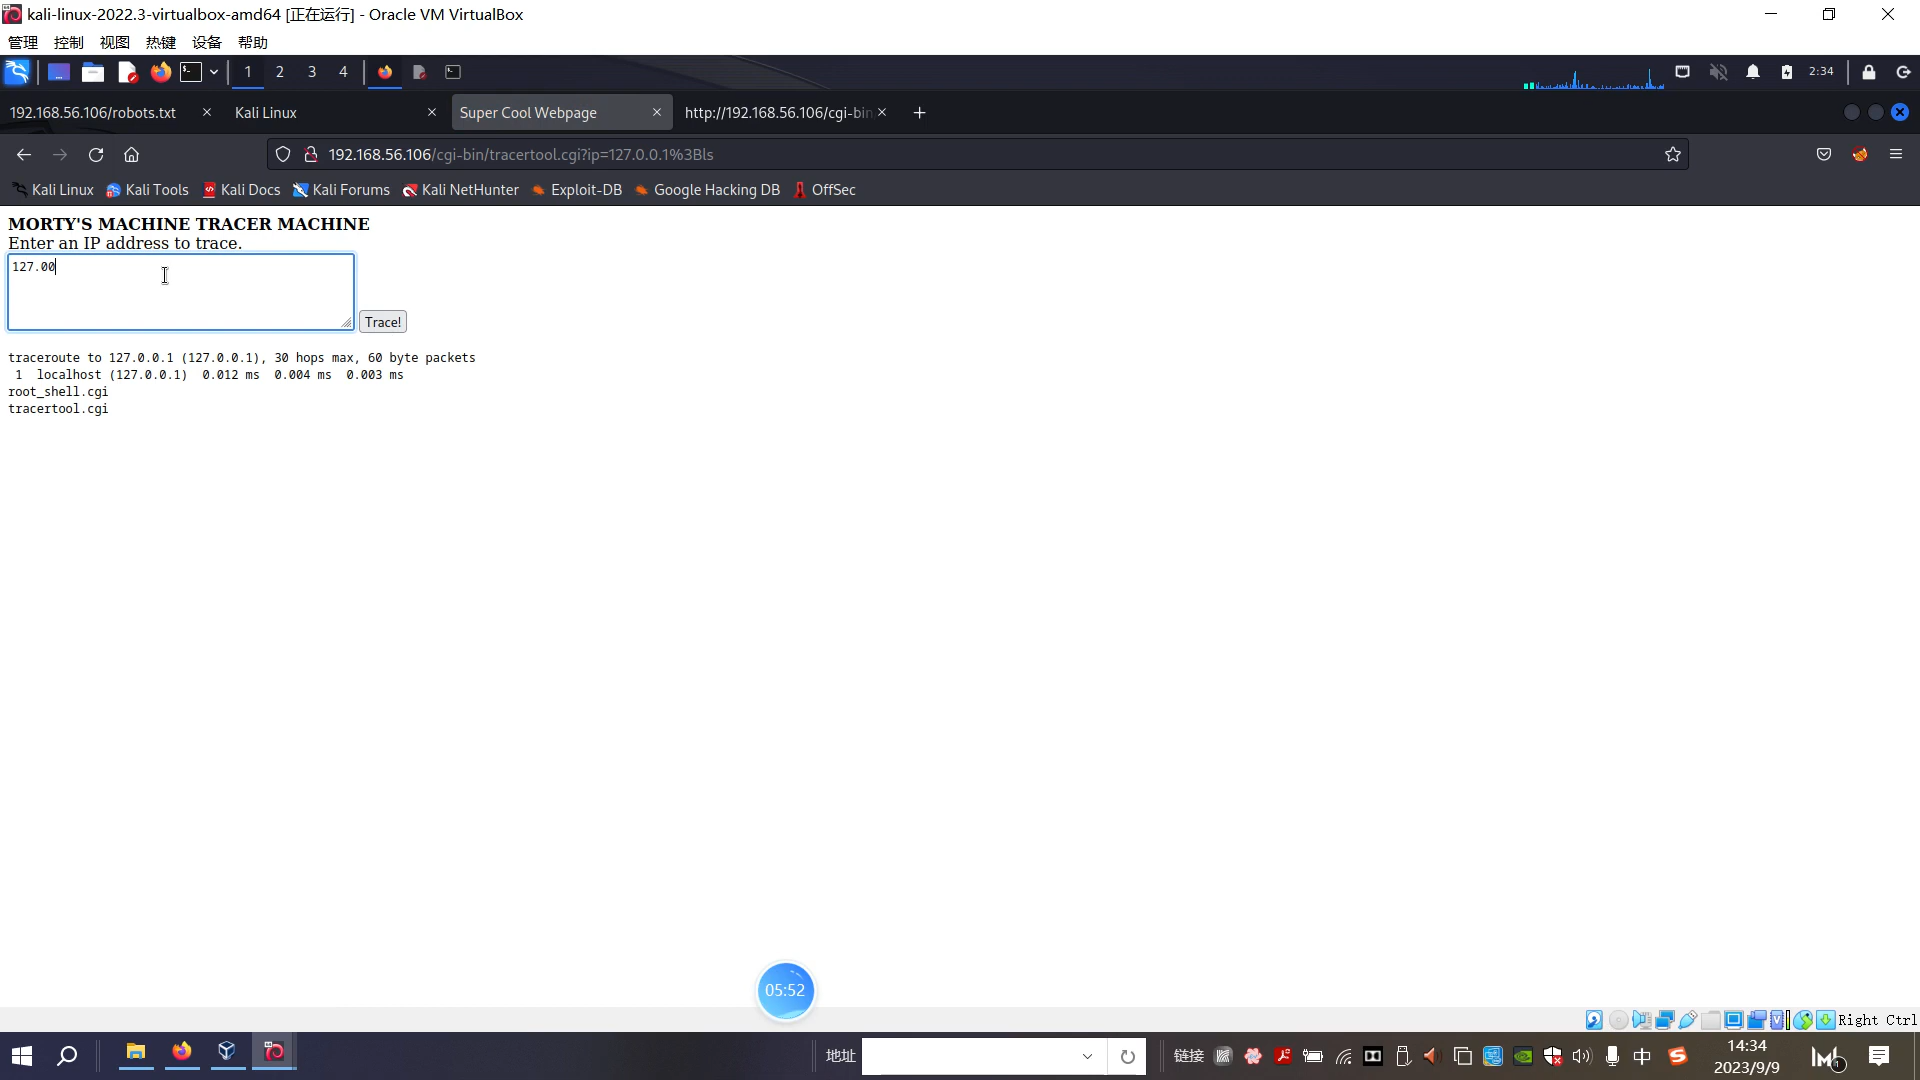 kali-linux-2022.3-virtualbox-amd64 [正在运行] - Oracle VM VirtualBox
管理 控制 视图 热键 设备 帮助
1 2 3 4 2:34
192.168.56.106/robots.txt Kali Linux Super Cool Webpage http://192.168.56.106/cgi-bin
192.168.56.106/cgi-bin/tracertool.cgi?ip=127.0.0.1%3Bls
Kali Linux Kali Tools Kali Docs Kali Forums Kali NetHunter Exploit-DB Google Hacking DB OffSec
MORTY'S MACHINE TRACER MACHINE
Enter an IP address to trace.
127.00
Trace!
traceroute to 127.0.0.1 (127.0.0.1), 30 hops max, 60 byte packets
1 localhost (127.0.0.1) 0.012 ms 0.004 ms 0.003 ms
root_shell.cgi
tracertool.cgi
05:52
Right Ctrl
地址 链接 中 14:34
2023/9/9